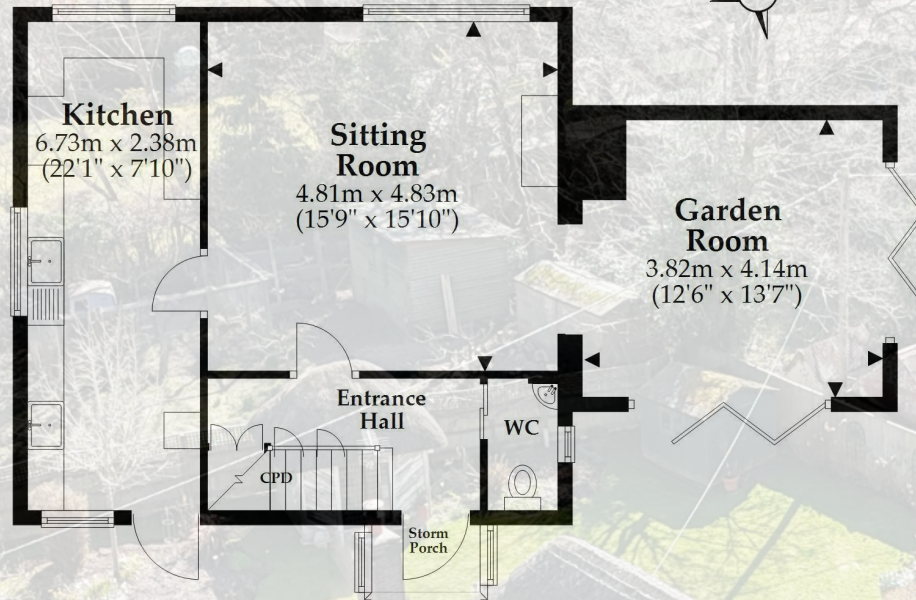 Kitchen
6.73m x 2.38m
(22'1" x 7'10")
Sitting
Room
4.81m x 4.83m
(15'9" x 15'10")
Garden
Room
3.82m x 4.14m
(12'6" x 13'7")
Entrance
Hall
WC
CPD
Storm
Porch